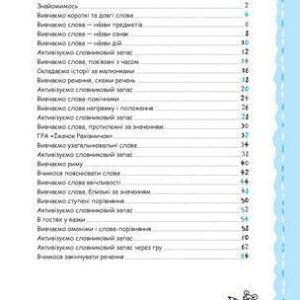 Знайомимось 2
Вивчаємо короткі та довгі слова 4
Вивчаємо слова — назви предметів 6
Вивчаємо слова — назви ознак 8
Вивчаємо слова — назви дій 10
Активізуємо словниковий запас 12
Вивчаємо слова, пов'язані з часом 14
Складаємо історії за малюнками 16
Вивчаємо речення, схеми речень 18
Активізуємо словниковий запас 20
Вивчаємо слова-помічники 24
Вивчаємо слова напрямку і положення 26
Активізуємо словниковий запас 28
Вивчаємо слова, протилежні за значенням 30
ГРА «Їжачок Рахівничок» 32
Вивчаємо узагальнювальні слова 34
Активізуємо словниковий запас 38
Вивчаємо риму 40
Вчимося пояснювати слова 42
Вивчаємо слова ввічливості 44
Вивчаємо слова, близькі за значенням 48
Вивчаємо ступені порівняння 50
Активізуємо словниковий запас 52
В гостях у казки 54
Вивчаємо омоніми і слова-порівняння 58
Активізуємо словниковий запас 60
Активізуємо словниковий запас через гру 62
Вчимося закінчувати речення 64